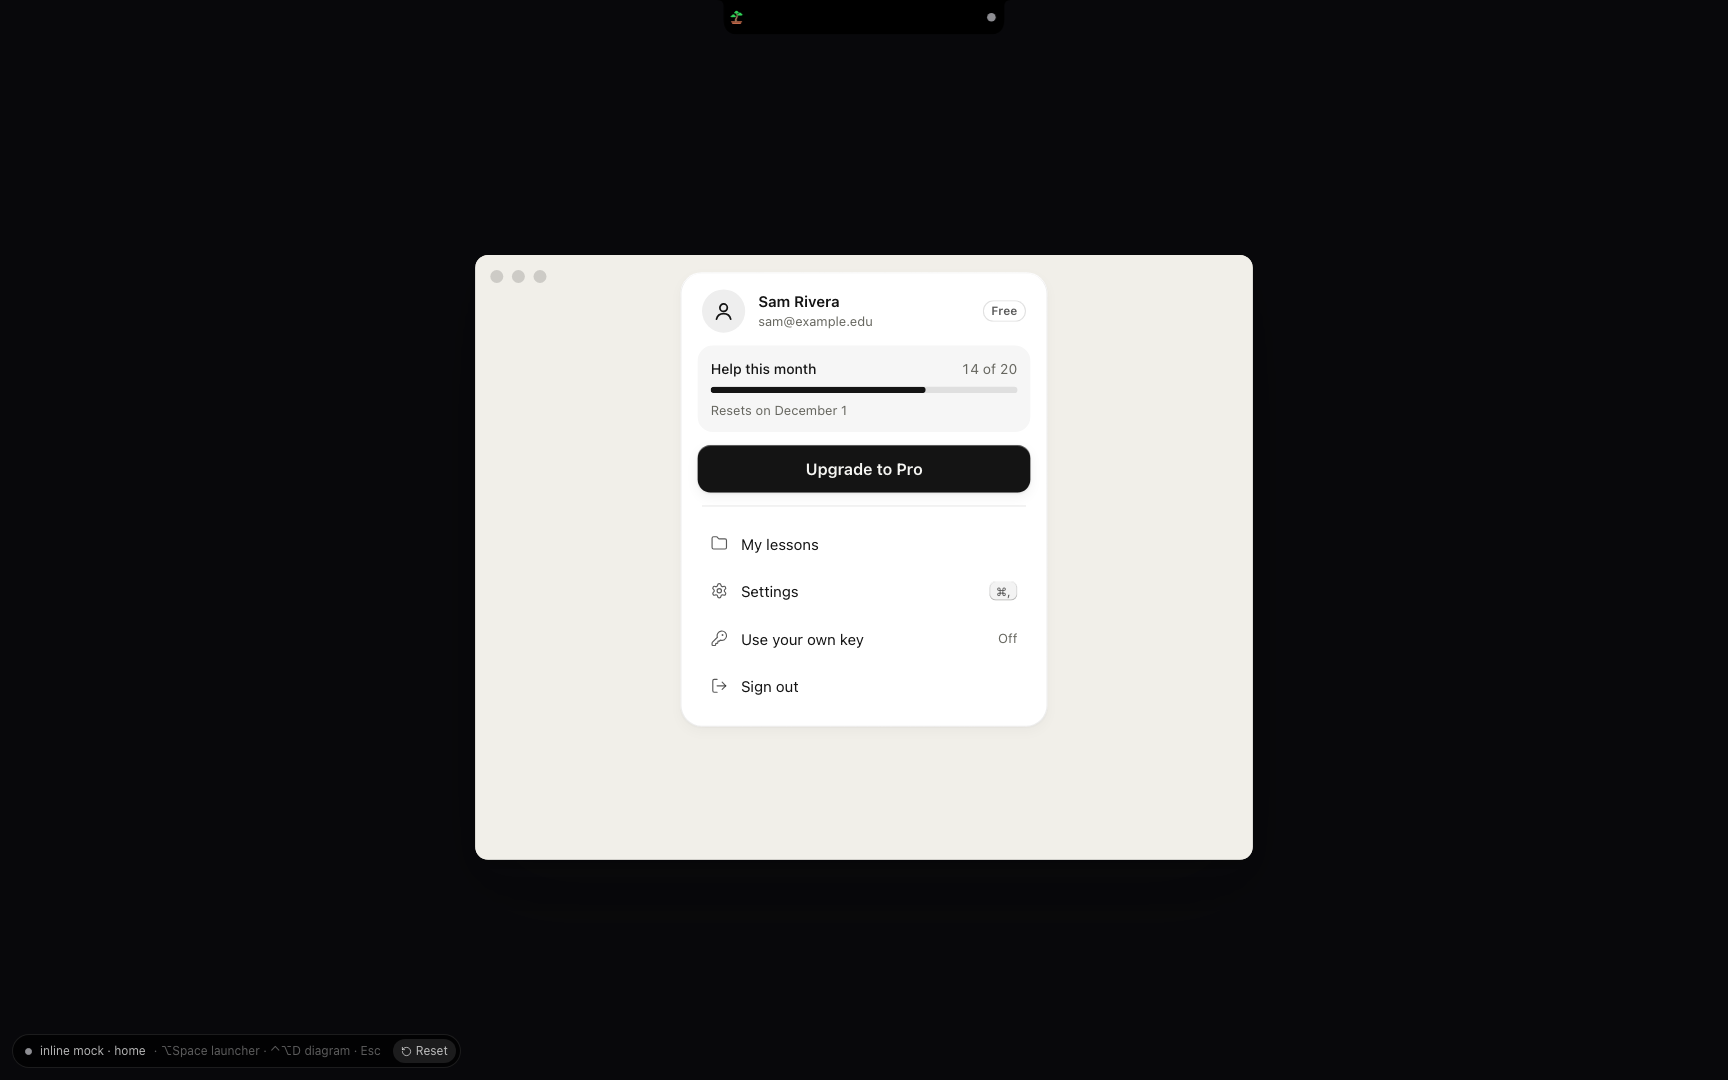 Sam Rivera
sam@example.edu
Free
Help this month
14 of 20
Resets on December 1
Upgrade to Pro
My lessons
Settings
⌘,
Use your own key
Off
Sign out
inline mock · home · ⌥Space launcher · ^⌥D diagram · Esc
Reset